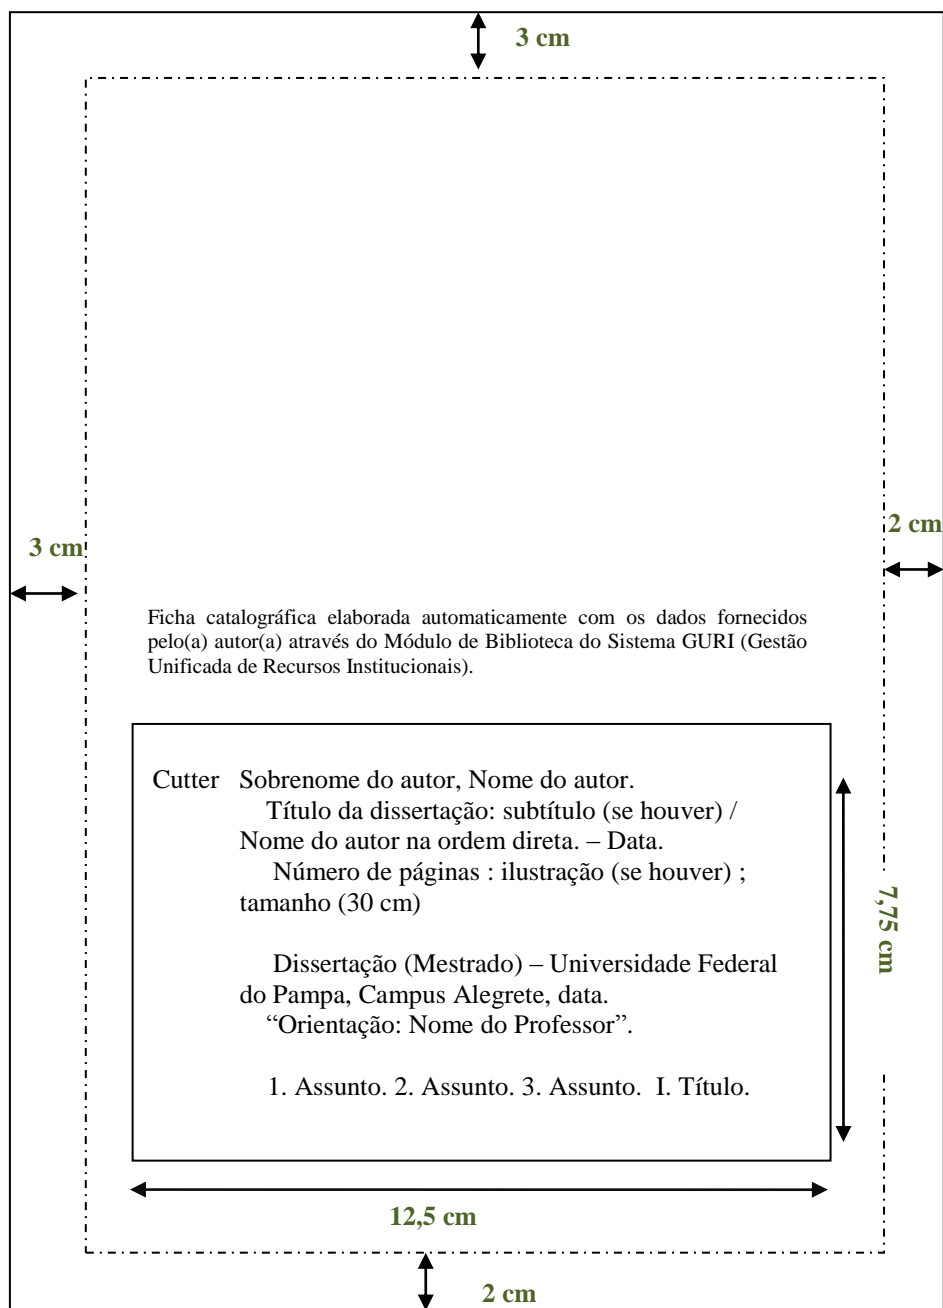 3 cm
2 cm
3 cm
Ficha catalográfica elaborada automaticamente com os dados fornecidos
pelo(a) autor(a) através do Módulo de Biblioteca do Sistema GURI (Gestão
Unificada de Recursos Institucionais).
Cutter Sobrenome do autor, Nome do autor.
Título da dissertação: subtítulo (se houver) /
Nome do autor na ordem direta. – Data.
Número de páginas : ilustração (se houver) ;
tamanho (30 cm)
7,75 cm
Dissertação (Mestrado) – Universidade Federal
do Pampa, Campus Alegrete, data.
“Orientação: Nome do Professor”.
1. Assunto. 2. Assunto. 3. Assunto. I. Título.
12,5 cm
2 cm